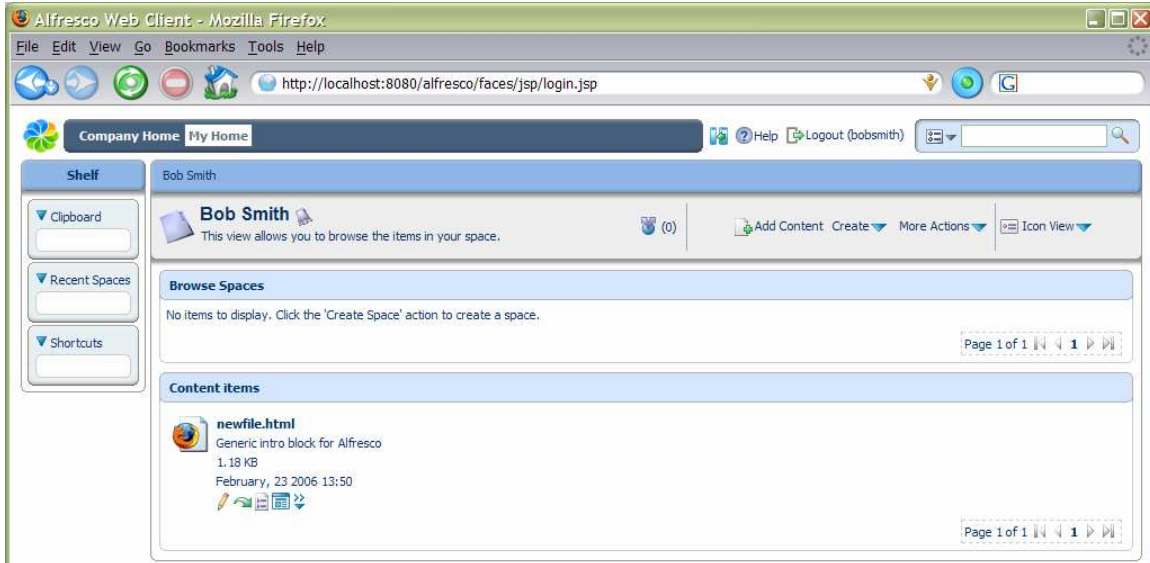 Alfresco Web Client - Mozilla Firefox
File Edit View Go Bookmarks Tools Help
http://localhost:8080/alfresco/faces/jsp/login.jsp
G
Company Home My Home
Help Logout (bobsmith)
Shelf
Bob Smith
Clipboard
Bob Smith
This view allows you to browse the items in your space.
(0)
Add Content Create More Actions Icon View
Recent Spaces
Browse Spaces
No items to display. Click the 'Create Space' action to create a space.
Shortcuts
Page 1 of 1 1
Content items
newfile.html
Generic intro block for Alfresco
1.18 KB
February, 23 2006 13:50
Page 1 of 1 1